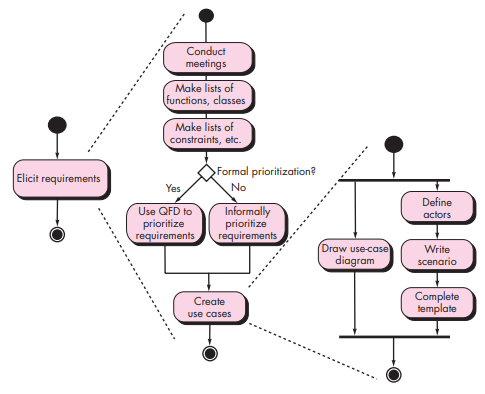 Elicit requirements
Conduct
meetings
Make lists of
functions, classes
Make lists of
constraints, etc.
Formal prioritization?
Yes
No
Use QFD to
prioritize
requirements
Informally
prioritize
requirements
Create
use cases
Draw use-case
diagram
Define
actors
Write
scenario
Complete
template